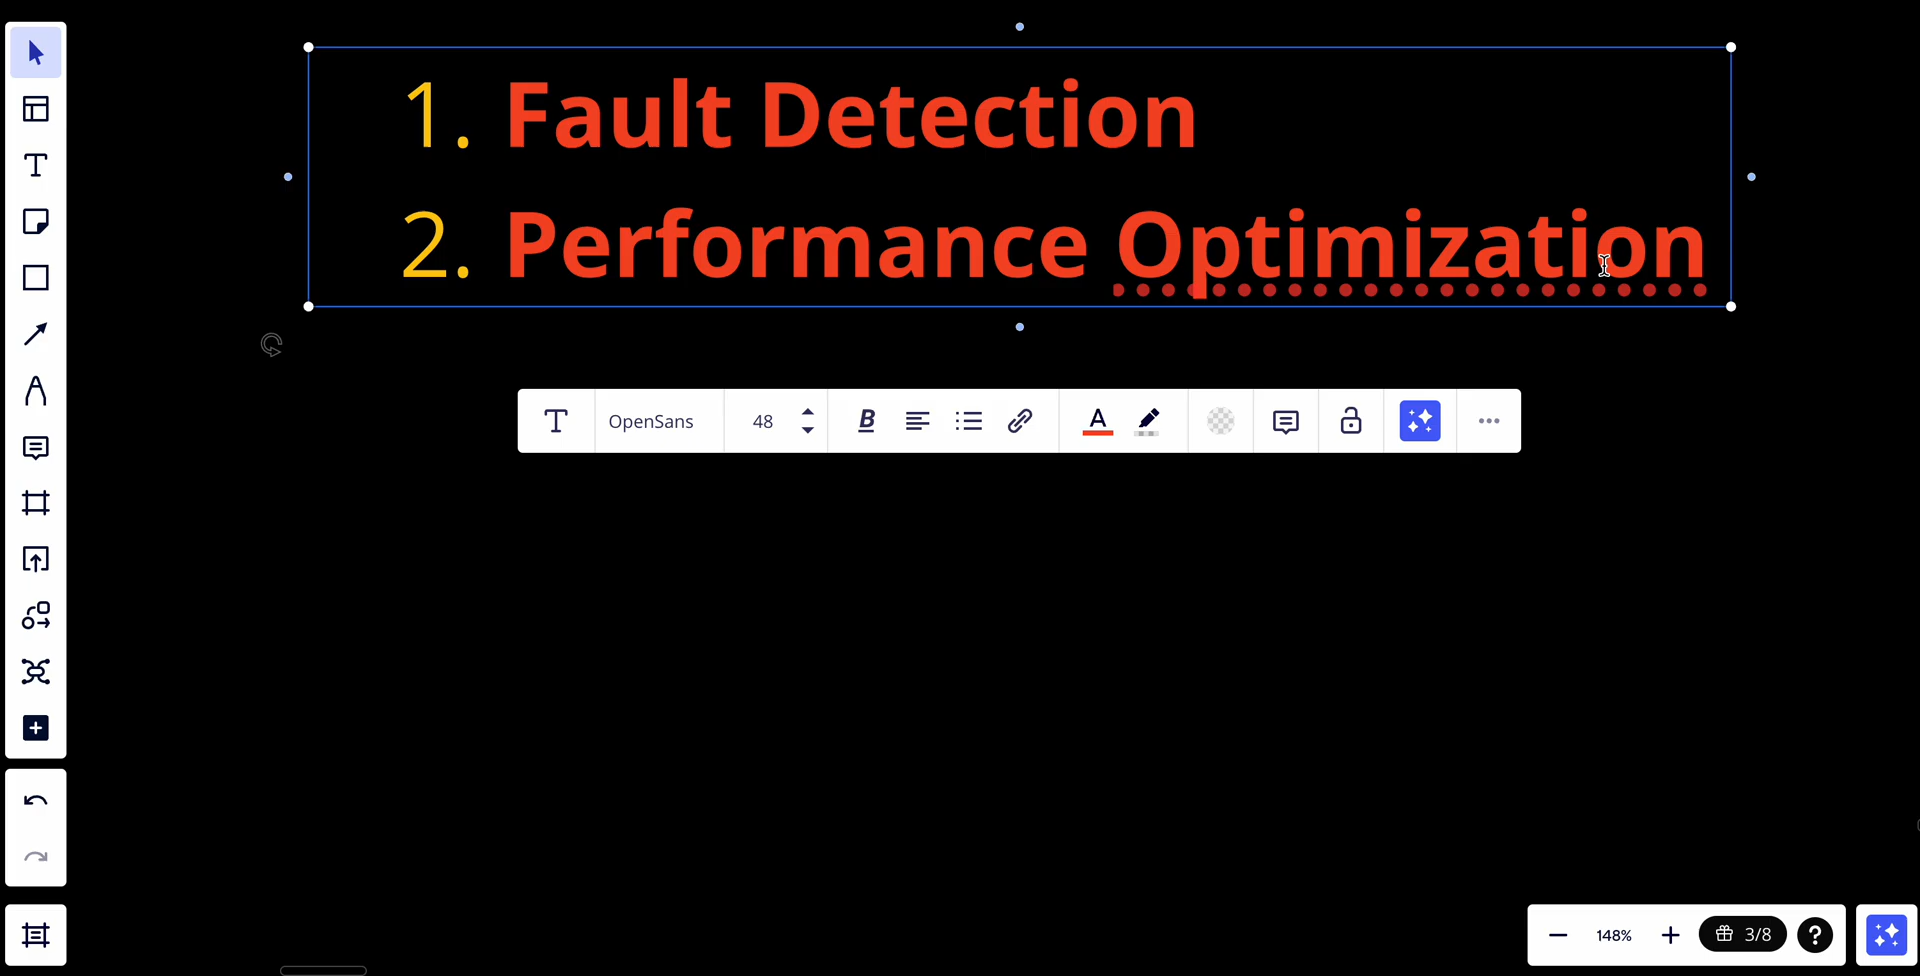 1. Fault Detection
2. Performance Optimization
OpenSans
48
148%
3/8